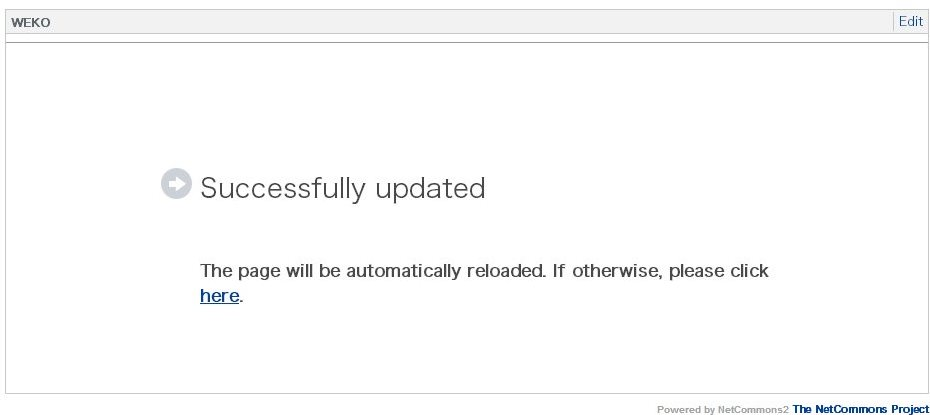 WEKO
Edit
Successfully updated
The page will be automatically reloaded. If otherwise, please click
here.
Powered by NetCommons2 The NetCommons Project